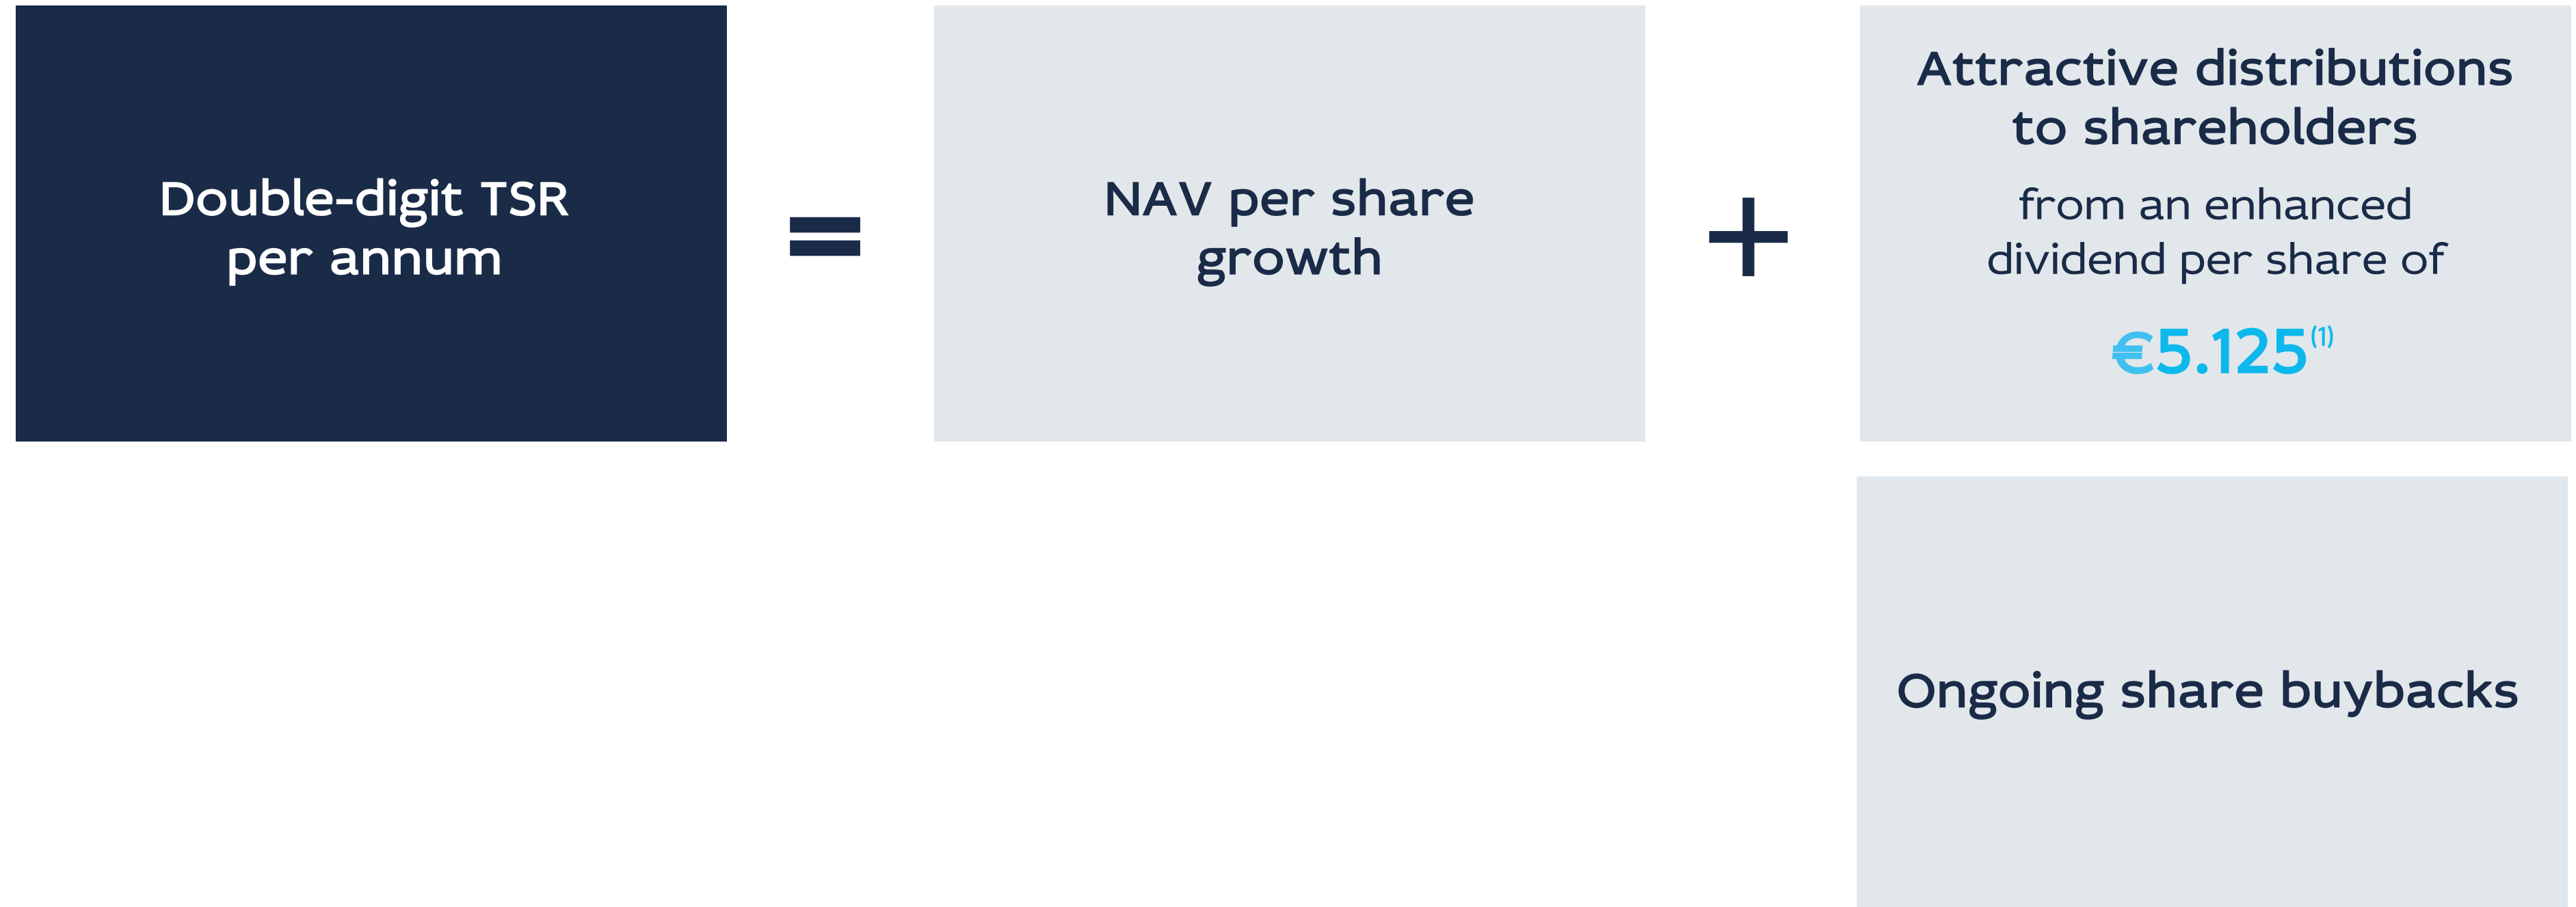 Double-digit TSR
per annum
=
NAV per share
growth
+
Attractive distributions
to shareholders
from an enhanced
dividend per share of
€5.125(1)
Ongoing share buybacks